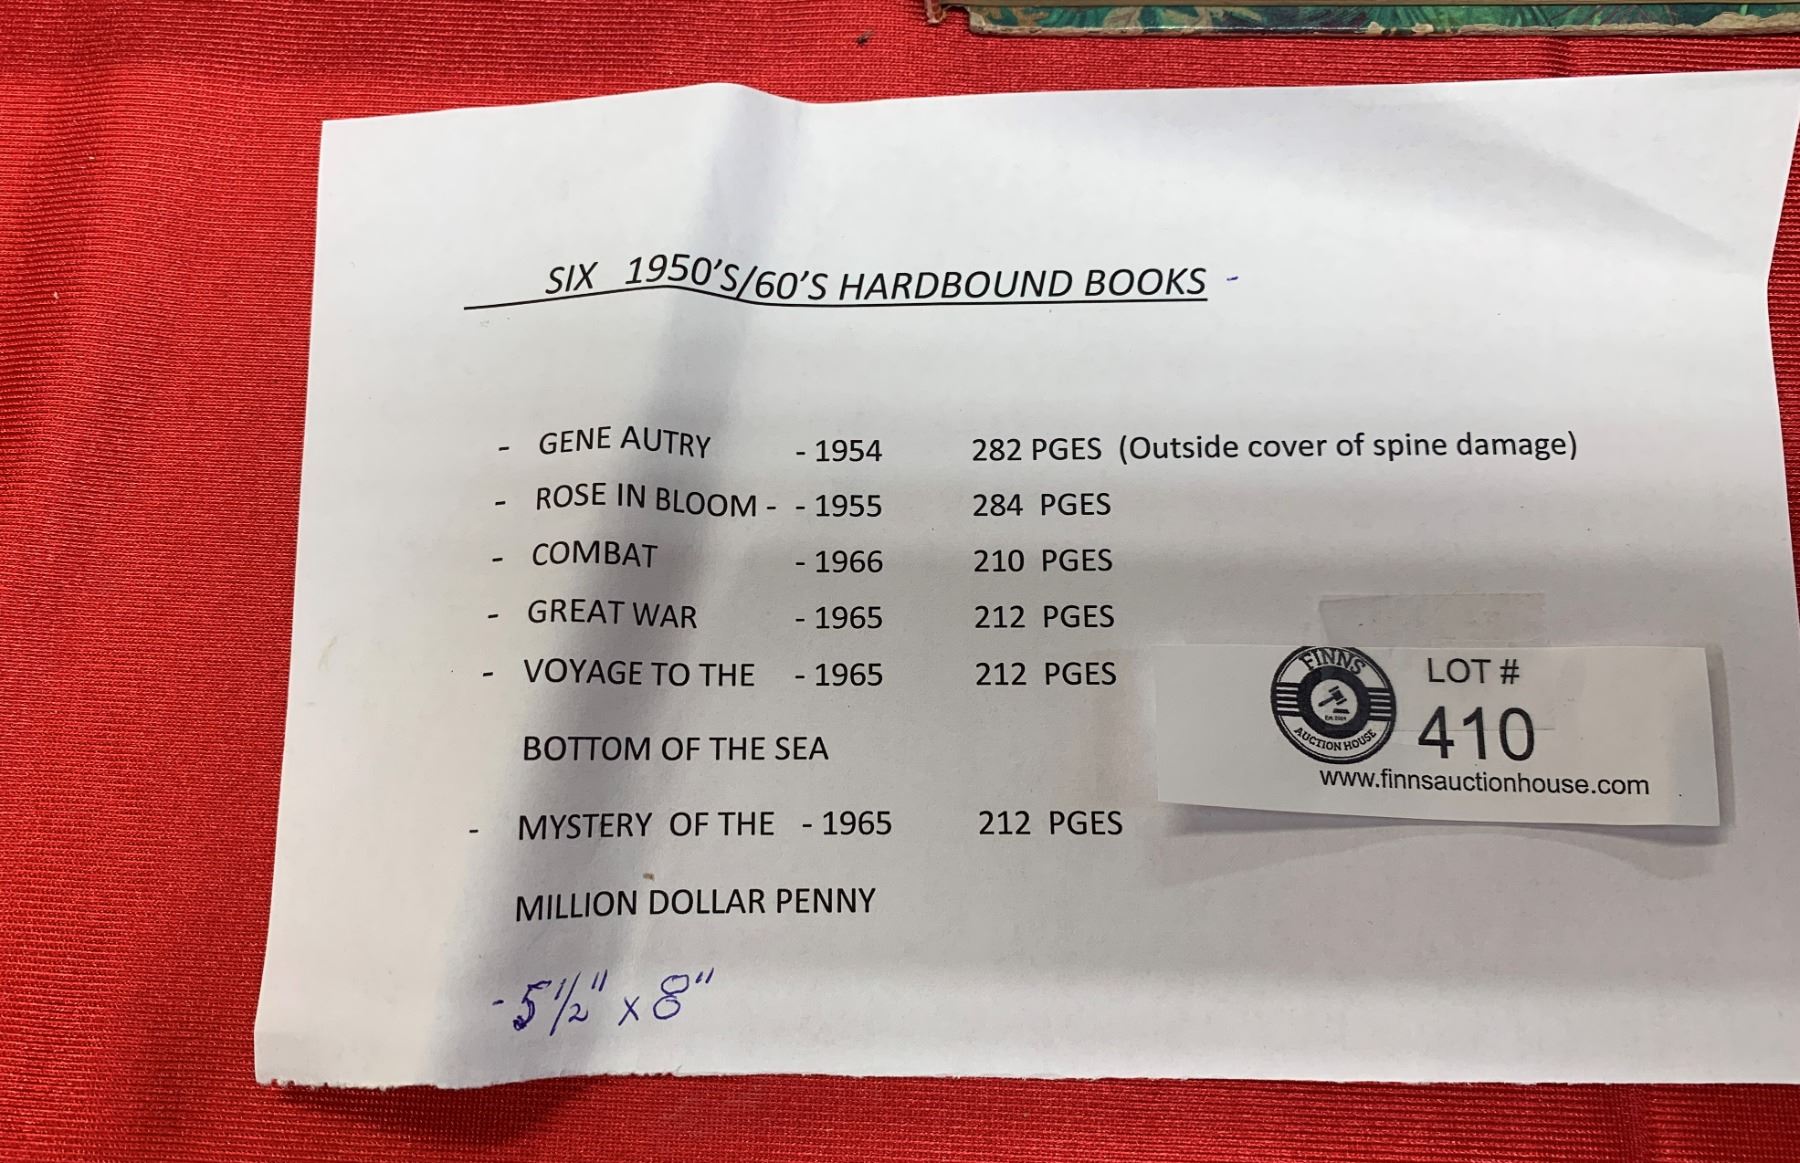 SIX 1950'S/60'S HARDBOUND BOOKS -
- GENE AUTRY - 1954 282 PGES (Outside cover of spine damage)
- ROSE IN BLOOM - - 1955 284 PGES
- COMBAT - 1966 210 PGES
- GREAT WAR - 1965 212 PGES
- VOYAGE TO THE - 1965 212 PGES
BOTTOM OF THE SEA
- MYSTERY OF THE - 1965 212 PGES
MILLION DOLLAR PENNY
- 5 1/2" x 8"
FINNS
AUCTION HOUSE
LOT #
410
www.finnsauctionhouse.com